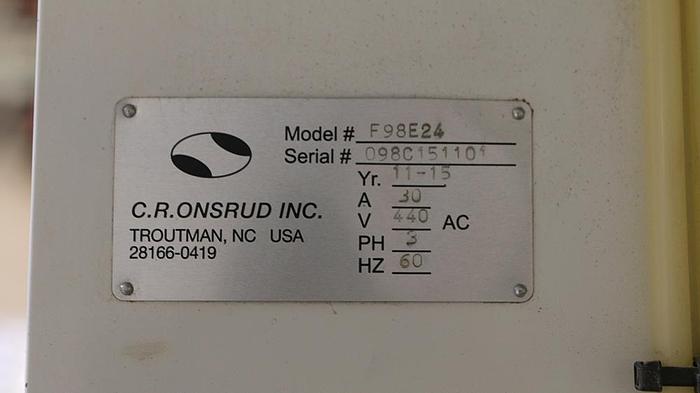 Model # F98E24
Serial # 098C151101
Yr. 11-15
A 30
V 440 AC
PH 3
HZ 60
C.R.ONSRUD INC.
TROUTMAN, NC USA
28166-0419